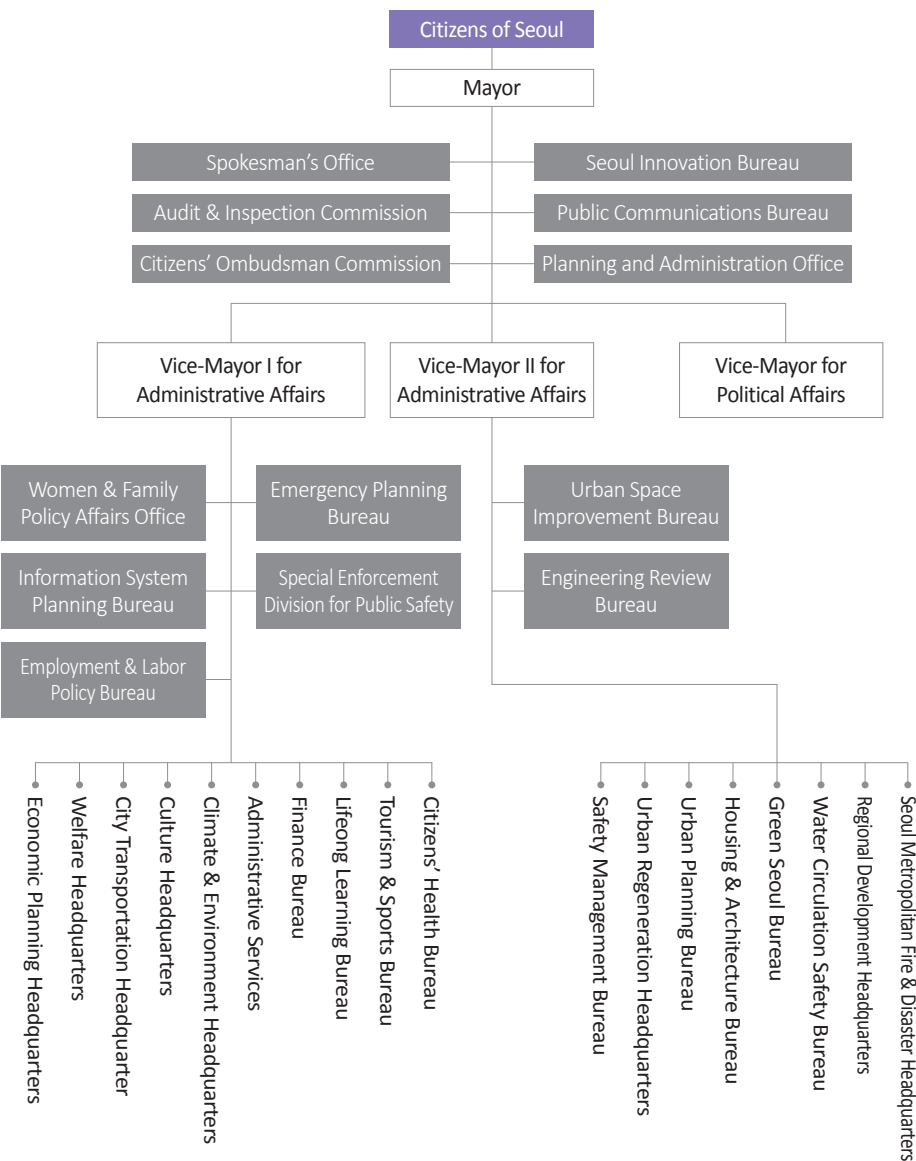 Citizens of Seoul
Mayor
Spokesman's Office
Seoul Innovation Bureau
Audit & Inspection Commission
Public Communications Bureau
Citizens' Ombudsman Commission
Planning and Administration Office
Vice-Mayor I for
Administrative Affairs
Vice-Mayor II for
Administrative Affairs
Vice-Mayor for
Political Affairs
Women & Family
Policy Affairs Office
Emergency Planning
Bureau
Urban Space
Improvement Bureau
Information System
Planning Bureau
Special Enforcement
Division for Public Safety
Engineering Review
Bureau
Employment & Labor
Policy Bureau
Economic Planning Headquarters
Welfare Headquarters
City Transportation Headquarter
Culture Headquarters
Climate & Environment Headquarters
Administrative Services
Finance Bureau
Lifeong Learning Bureau
Tourism & Sports Bureau
Citizens' Health Bureau
Safety Management Bureau
Urban Regeneration Headquarters
Urban Planning Bureau
Housing & Architecture Bureau
Green Seoul Bureau
Water Circulation Safety Bureau
Regional Development Headquarters
Seoul Metropolitan Fire & Disaster Headquarters